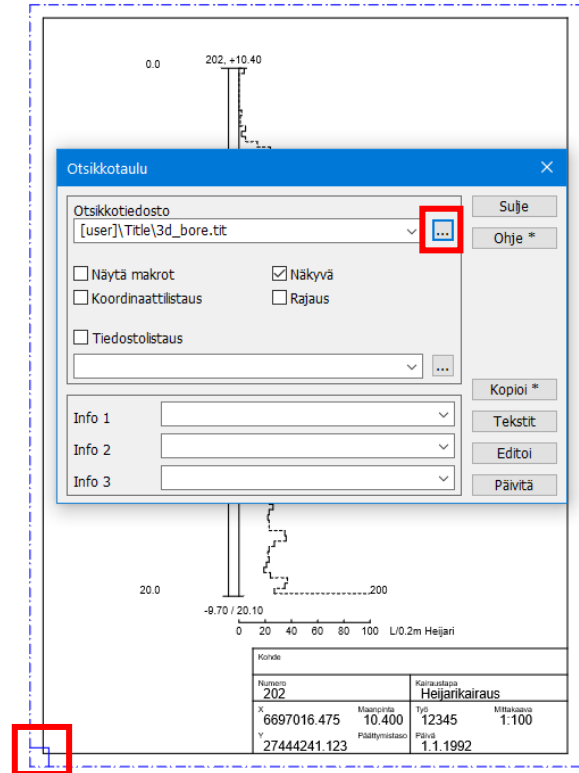 0.0
202, +10.40
Otsikkotaulu
Otsikkotiedosto
[user]\Title\3d_bore.tit
...
Sulje
Ohje *
Näytä makrot
Näkyvä
Koordinaattilistaus
Rajaus
Tiedostolistaus
...
Kopioi *
Info 1
Tekstit
Info 2
Editoi
Info 3
Päivitä
20.0
200
-9.70 / 20.10
0 20 40 60 80 100 L/0.2m Heijari
Kohde
Numero
202
Kairaustapa
Heijarikairaus
X
6697016.475
Maanpinta
10.400
Työ
12345
Mittakaava
1:100
Y
27444241.123
Päättymistaso
Päivä
1.1.1992